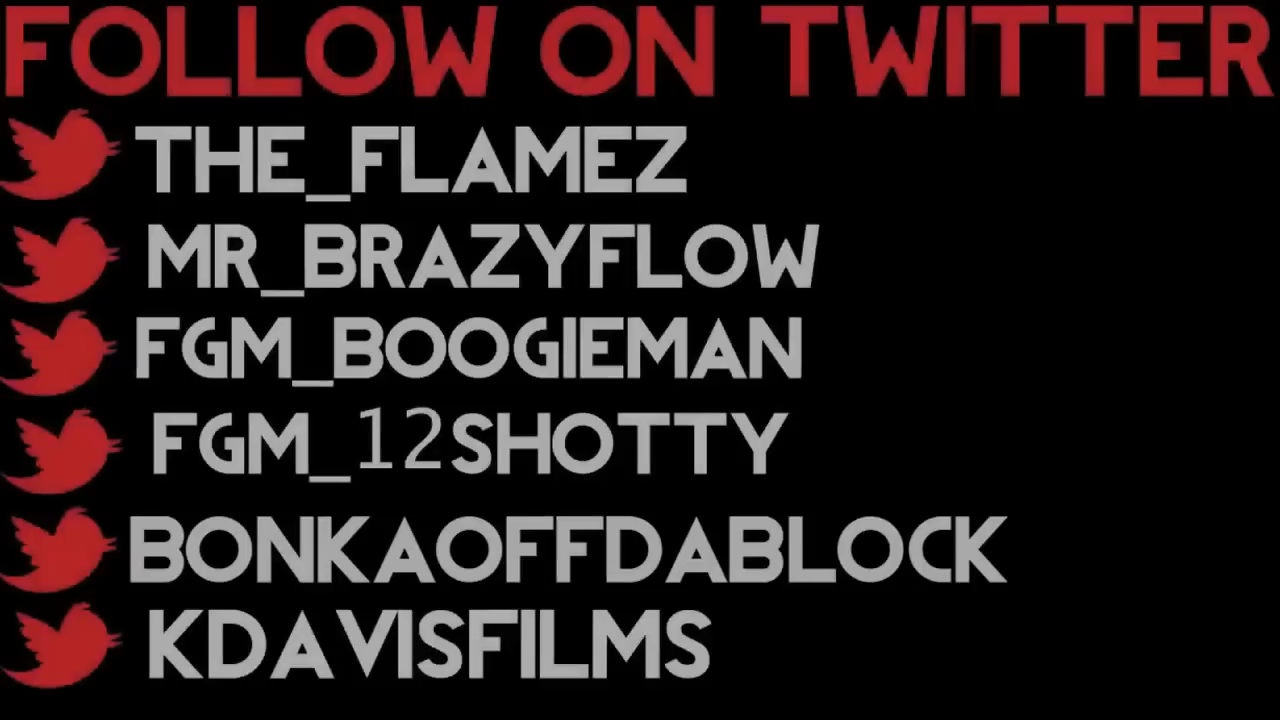 FOLLOW ON TWITTER
THE_FLAMEZ
MR_BRAZYFLOW
FGM_BOOGIEMAN
FGM_12SHOTTY
BONKAOFFDABLOCK
KDAVISFILMS